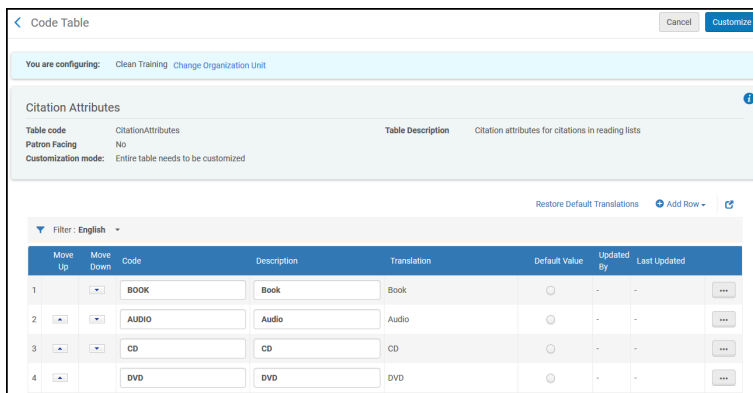 Code Table
Cancel
Customize
You are configuring: Clean Training Change Organization Unit
Citation Attributes
Table code CitationAttributes Table Description Citation attributes for citations in reading lists
Patron Facing No
Customization mode: Entire table needs to be customized
Restore Default Translations Add Row
Filter : English
Move Up Move Down Code Description Translation Default Value Updated By Last Updated
1 BOOK Book Book - - ...
2 AUDIO Audio Audio - - ...
3 CD CD CD - - ...
4 DVD DVD DVD - - ...